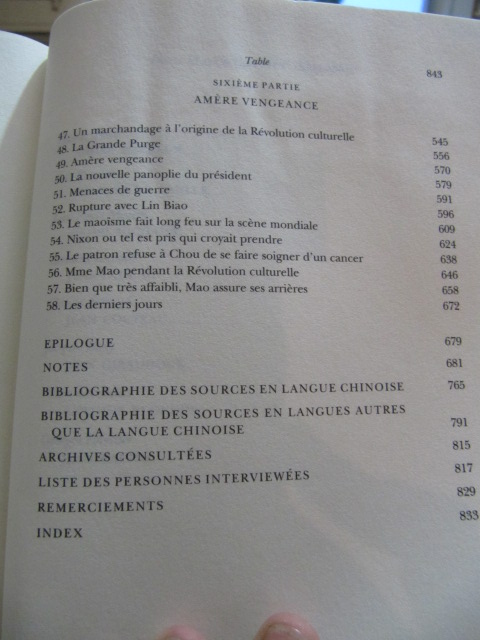 Table
843
SIXIÈME PARTIE
AMÈRE VENGEANCE
47. Un marchandage à l'origine de la Révolution culturelle 545
48. La Grande Purge 556
49. Amère vengeance 570
50. La nouvelle panoplie du président 579
51. Menaces de guerre 591
52. Rupture avec Lin Biao 596
53. Le maoïsme fait long feu sur la scène mondiale 609
54. Nixon ou tel est pris qui croyait prendre 624
55. Le patron refuse à Chou de se faire soigner d'un cancer 638
56. Mme Mao pendant la Révolution culturelle 646
57. Bien que très affaibli, Mao assure ses arrières 658
58. Les derniers jours 672
EPILOGUE 679
NOTES 681
BIBLIOGRAPHIE DES SOURCES EN LANGUE CHINOISE 765
BIBLIOGRAPHIE DES SOURCES EN LANGUES AUTRES
QUE LA LANGUE CHINOISE 791
ARCHIVES CONSULTÉES 815
LISTE DES PERSONNES INTERVIEWÉES 817
REMERCIEMENTS 829
INDEX 833